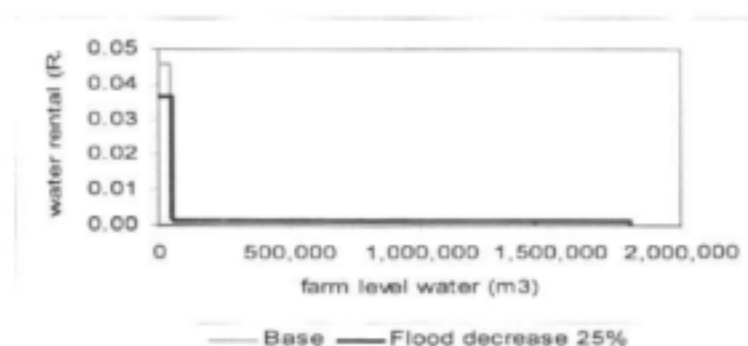 water rental (R.
0.05
0.04
0.03
0.02
0.01
0.00
0 500,000 1,000,000 1,500,000 2,000,000
farm level water (m3)
Base Flood decrease 25%